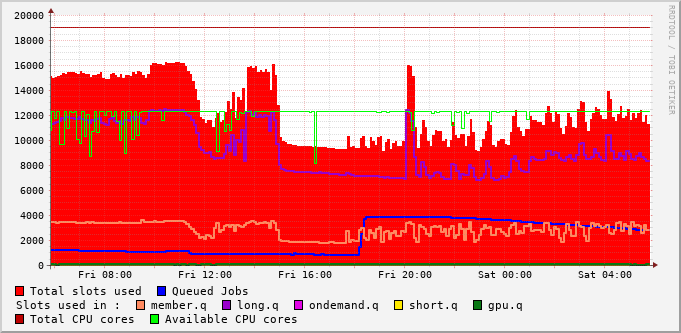 20000
18000
16000
14000
12000
10000
8000
6000
4000
2000
0
Fri 08:00 Fri 12:00 Fri 16:00 Fri 20:00 Sat 00:00 Sat 04:00
Total slots used Queued Jobs
Slots used in : member.q long.q ondemand.q short.q gpu.q
Total CPU cores Available CPU cores
RRDTOOL / TOBI OETIKER